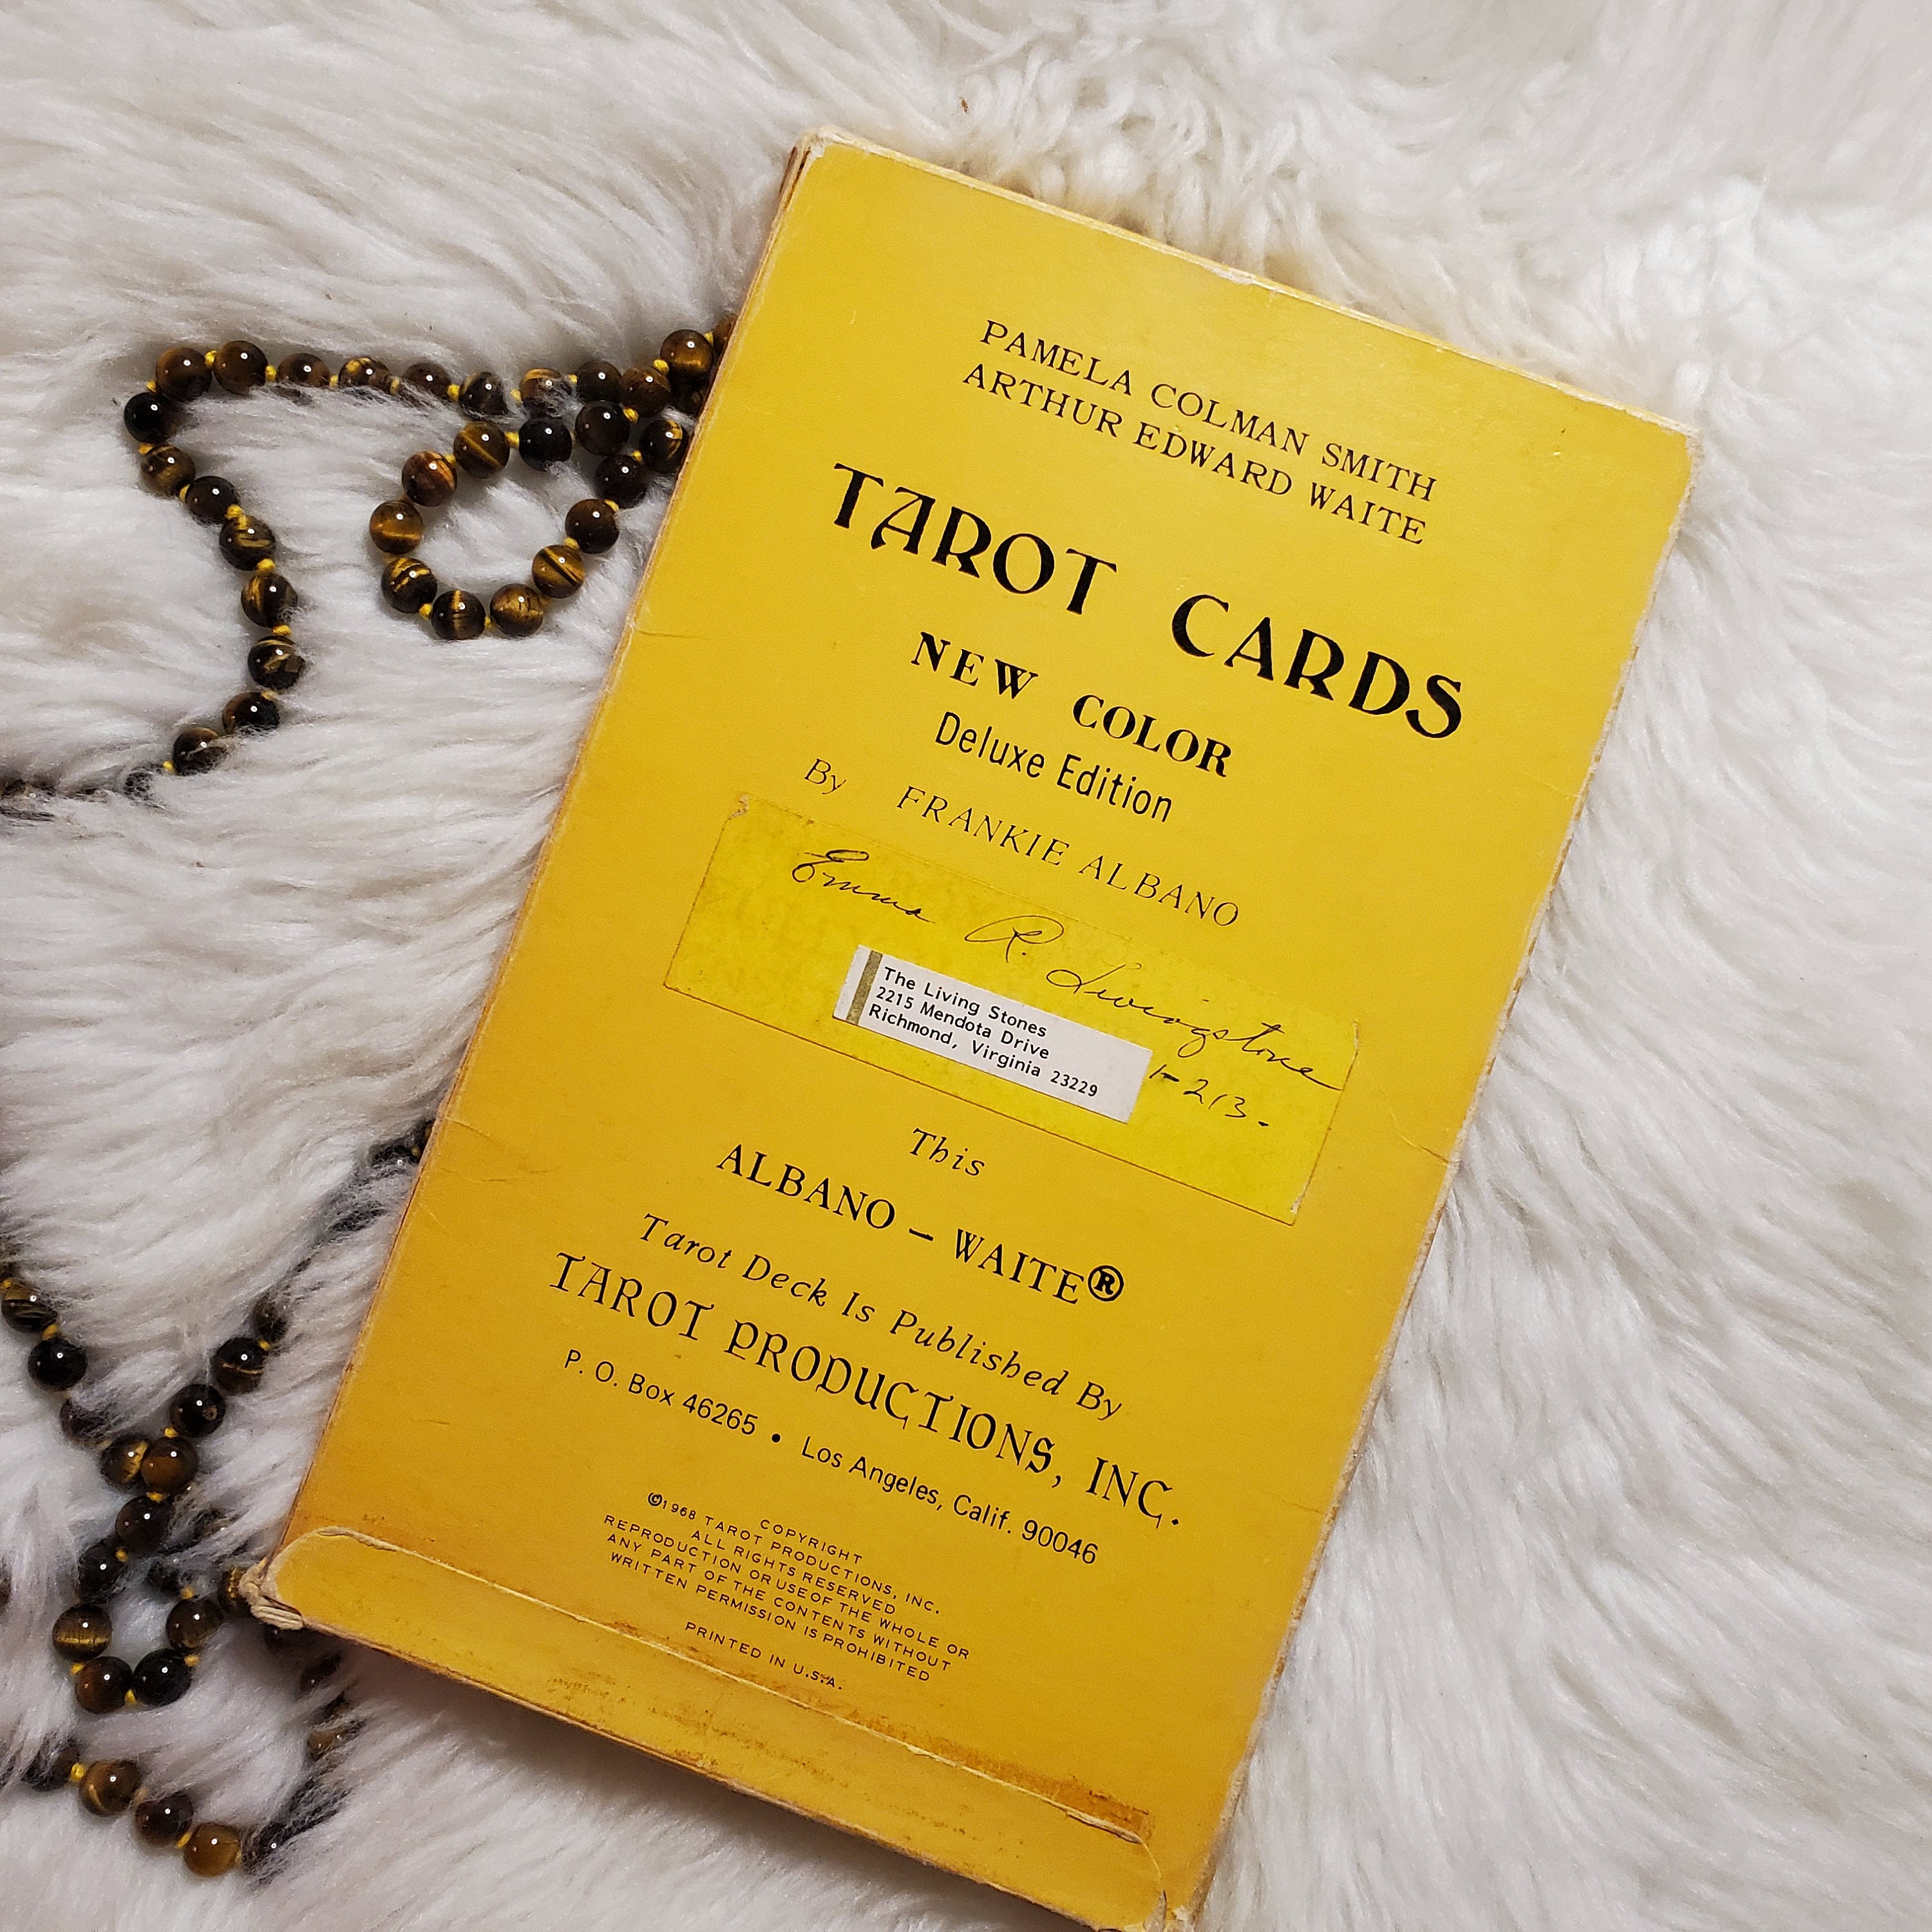 PAMELA COLMAN SMITH
ARTHUR EDWARD WAITE
TAROT CARDS
NEW COLOR
Deluxe Edition
By FRANKIE ALBANO
Emma R. Livingstone
The Living Stones
2215 Mendota Drive
Richmond, Virginia 23229
1-213.
This
ALBANO – WAITE®
Tarot Deck Is Published By
TAROT PRODUCTIONS, INC.
P. O. Box 46265 • Los Angeles, Calif. 90046
COPYRIGHT
©1968 TAROT PRODUCTIONS, INC.
ALL RIGHTS RESERVED
REPRODUCTION OR USE OF THE WHOLE OR
ANY PART OF THE CONTENTS WITHOUT
WRITTEN PERMISSION IS PROHIBITED
PRINTED IN U.S.A.